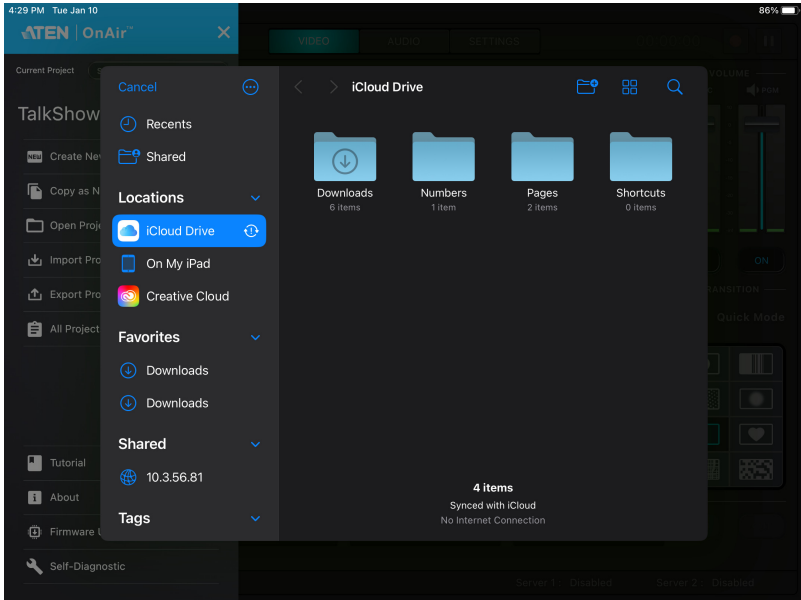 4:29 PM Tue Jan 10
86%
ATEN OnAir™
VIDEO AUDIO SETTINGS
Current Project
TalkShow
NEW Create New
Copy as N
Open Proje
Import Pro
Export Pro
All Project
Tutorial
About
Firmware U
Self-Diagnostic
Cancel
Recents
Shared
Locations
iCloud Drive
On My iPad
Creative Cloud
Favorites
Downloads
Downloads
Shared
10.3.56.81
Tags
iCloud Drive
Downloads
6 items
Numbers
1 item
Pages
2 items
Shortcuts
0 items
4 items
Synced with iCloud
No Internet Connection
VOLUME
PGM
ON
Quick Mode
Server 1 : Disabled Server 2 : Disabled